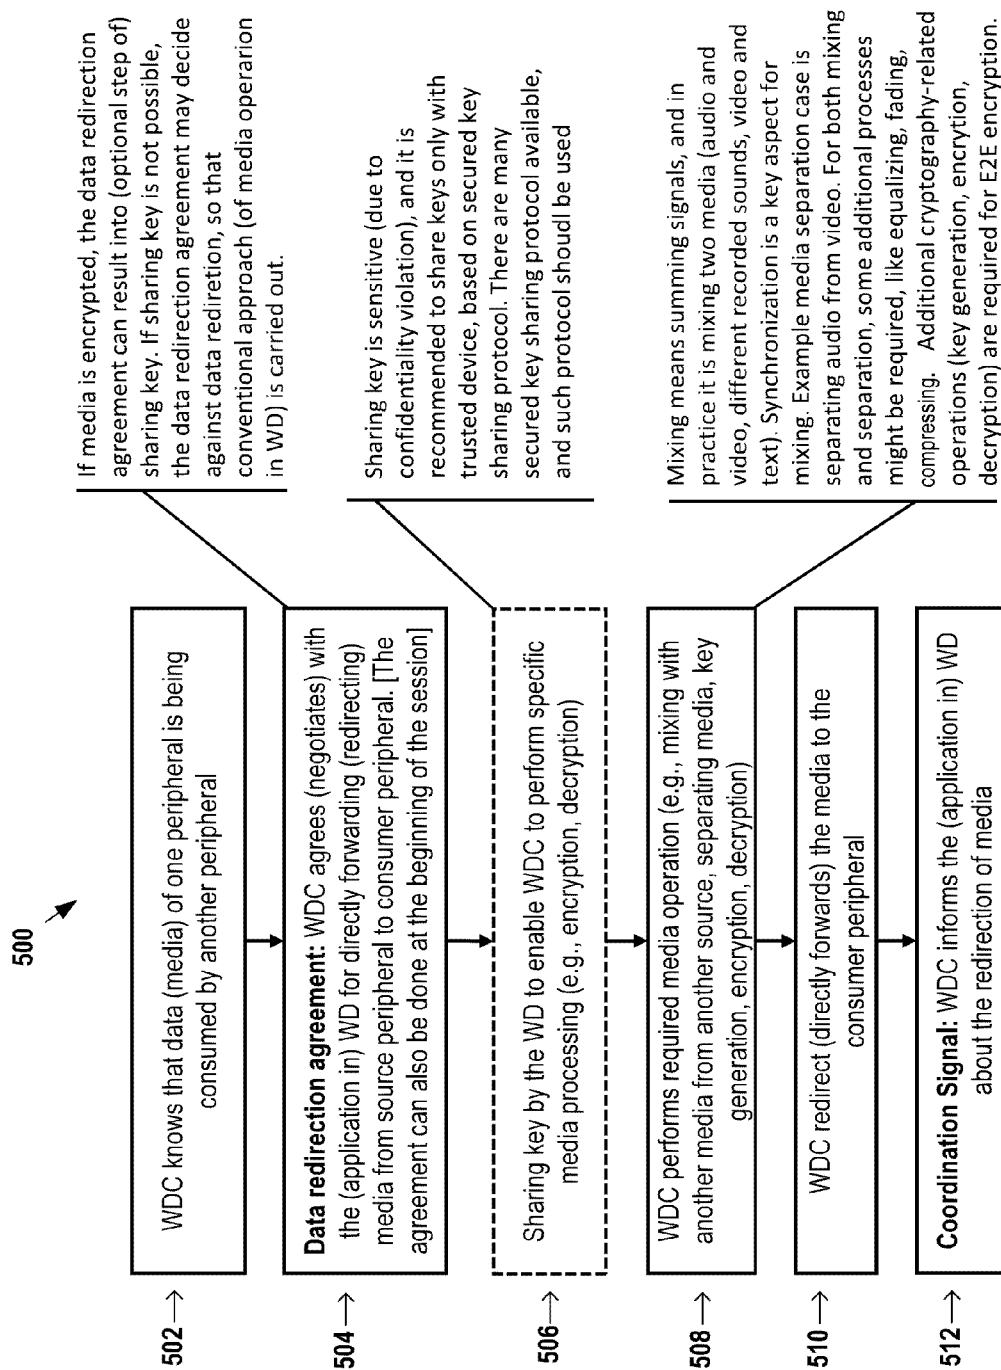 500
502
WDC knows that data (media) of one peripheral is being
consumed by another peripheral
504
Data redirection agreement: WDC agrees (negotiates) with
the (application in) WD for directly forwarding (redirecting)
media from source peripheral to consumer peripheral. [The
agreement can also be done at the beginning of the session]
If media is encrypted, the data redirection
agreement can result into (optional step of)
sharing key. If sharing key is not possible,
the data redirection agreement may decide
against data rediretion, so that
conventional approach (of media operarion
in WD) is carried out.
506
Sharing key by the WD to enable WDC to perform specific
media processing (e.g., encryption, decryption)
Sharing key is sensitive (due to
confidentiality violation), and it is
recommended to share keys only with
trusted device, based on secured key
sharing protocol. There are many
secured key sharing protocol available,
and such protocol shoudl be used
508
WDC performs required media operation (e.g., mixing with
another media from another source, separating media, key
generation, encryption, decryption)
Mixing means summing signals, and in
practice it is mixing two media (audio and
video, different recorded sounds, video and
text). Synchronization is a key aspect for
mixing. Example media separation case is
separating audio from video. For both mixing
and separation, some additional processes
might be required, like equalizing, fading,
compressing. Additional cryptography-related
operations (key generation, encrytion,
decryption) are required for E2E encryption.
510
WDC redirect (directly forwards) the media to the
consumer peripheral
512
Coordination Signal: WDC informs the (application in) WD
about the redirection of media